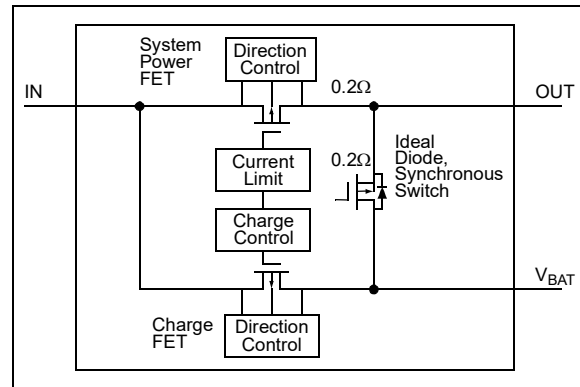 System
Power
FET
Direction
Control
0.2Ω
IN
OUT
Current
Limit
0.2Ω
Ideal
Diode,
Synchronous
Switch
Charge
Control
VBAT
Charge
FET
Direction
Control